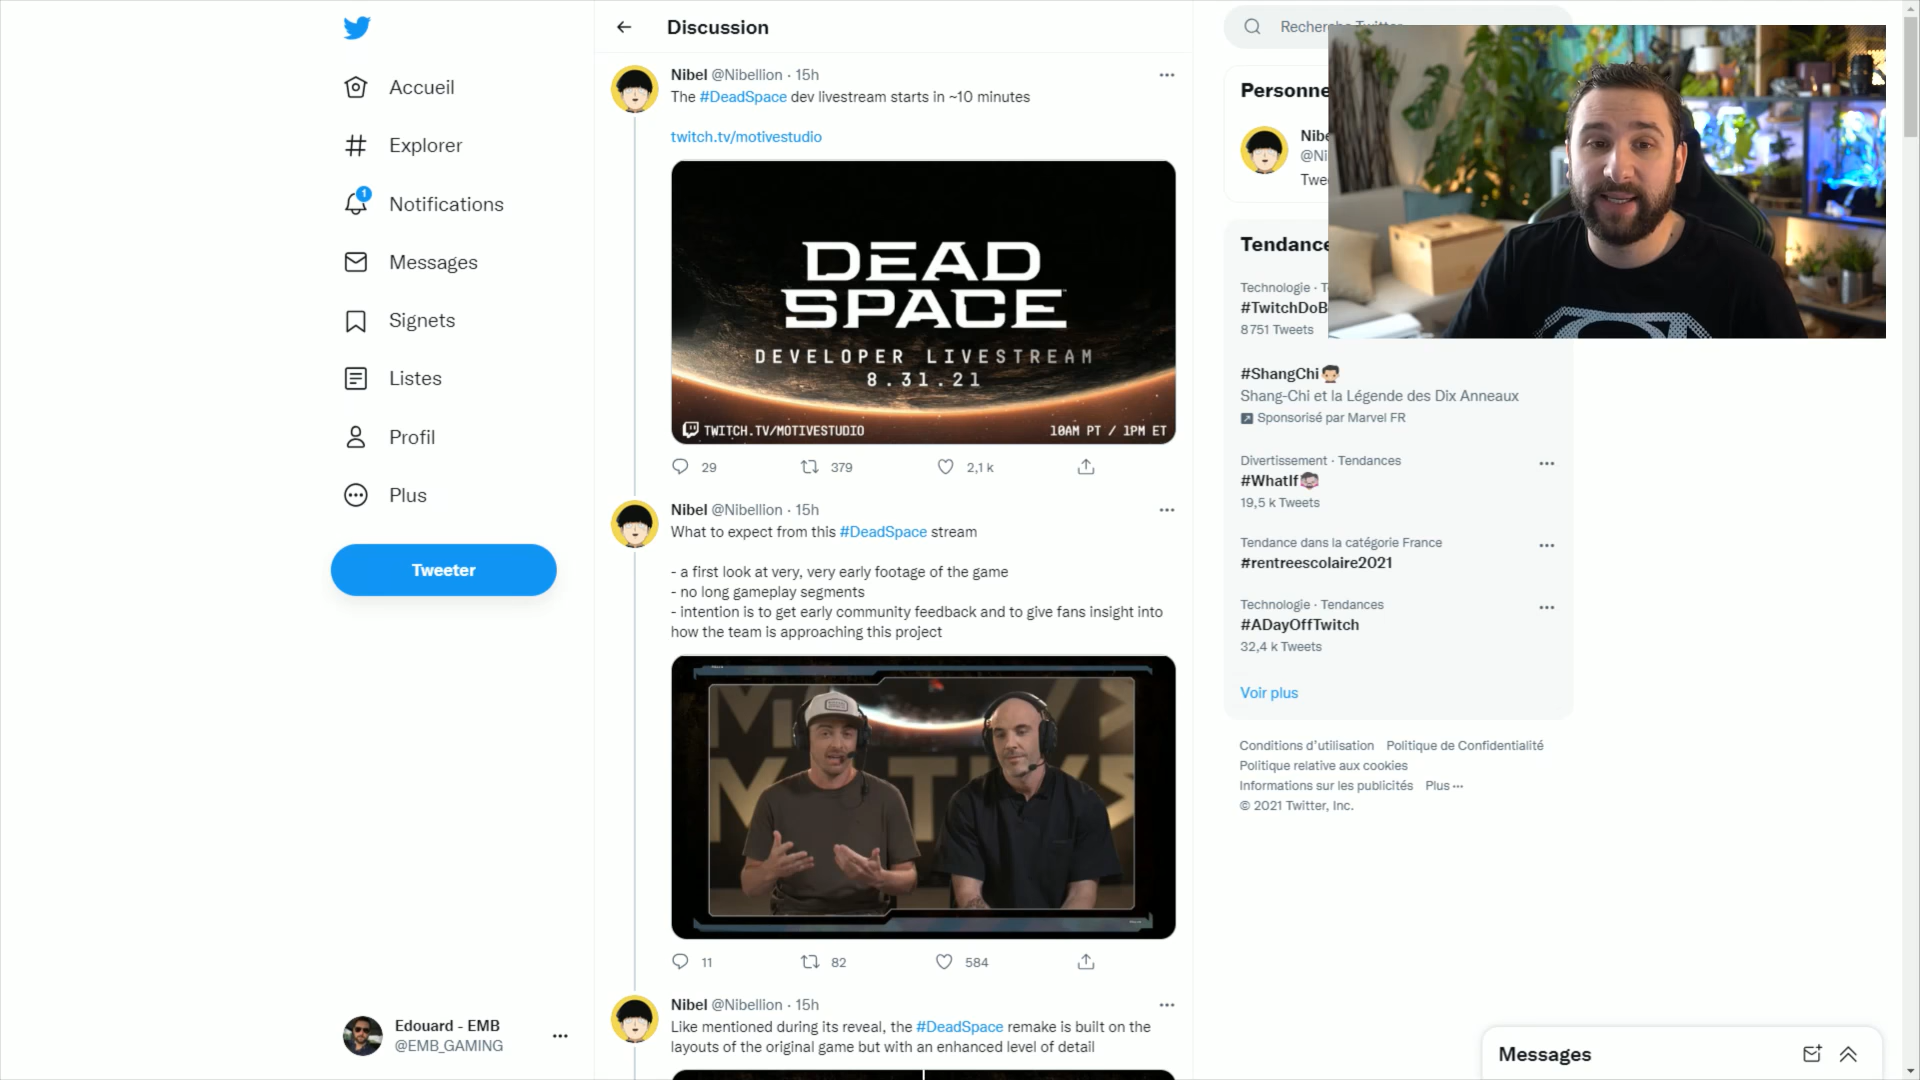 Discussion
Accueil
Explorer
1
Notifications
Messages
Signets
Listes
Profil
Plus
Tweeter
Edouard - EMB
@EMB_GAMING
Nibel @Nibellion · 15h
The #DeadSpace dev livestream starts in ~10 minutes
twitch.tv/motivestudio
DEAD
SPACE
DEVELOPER LIVESTREAM
8.31.21
TWITCH.TV/MOTIVESTUDIO
10AM PT / 1PM ET
29
379
2,1 k
Nibel @Nibellion · 15h
What to expect from this #DeadSpace stream
- a first look at very, very early footage of the game
- no long gameplay segments
- intention is to get early community feedback and to give fans insight into
how the team is approaching this project
11
82
584
Nibel @Nibellion · 15h
Like mentioned during its reveal, the #DeadSpace remake is built on the
layouts of the original game but with an enhanced level of detail
Personne
Nibe
@Ni
Twee
Tendance
Technologie · T
#TwitchDoB
8 751 Tweets
#ShangChi
Shang-Chi et la Légende des Dix Anneaux
Sponsorisé par Marvel FR
Divertissement · Tendances
#WhatIf
19,5 k Tweets
Tendance dans la catégorie France
#rentreescolaire2021
Technologie · Tendances
#ADayOffTwitch
32,4 k Tweets
Voir plus
Conditions d'utilisation Politique de Confidentialité
Politique relative aux cookies
Informations sur les publicités Plus ···
© 2021 Twitter, Inc.
Messages